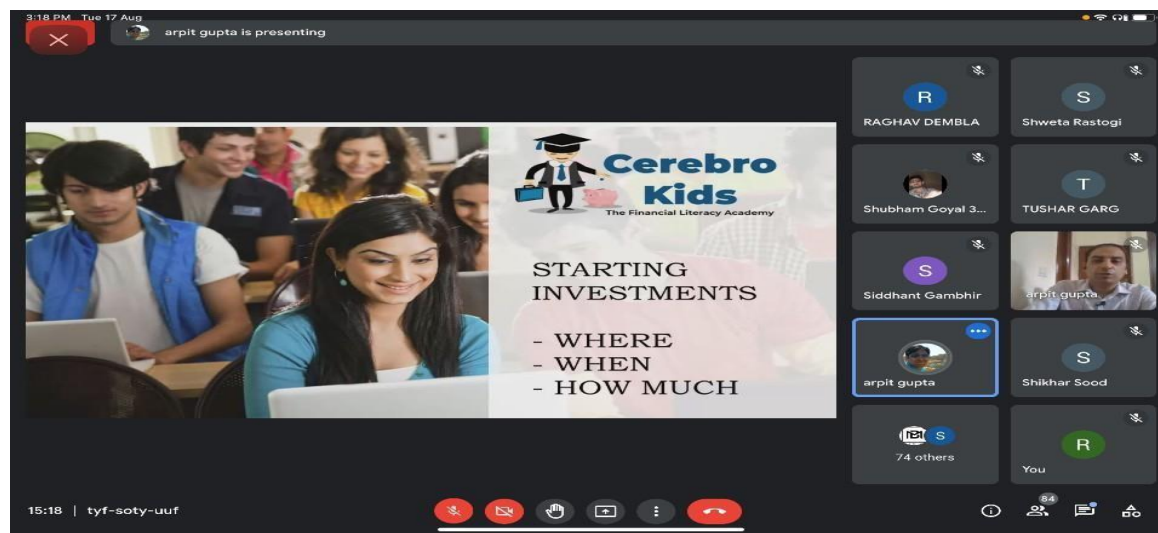 3:18 PM Tue 17 Aug
arpit gupta is presenting
Cerebro
Kids
The Financial Literacy Academy
STARTING
INVESTMENTS
- WHERE
- WHEN
- HOW MUCH
R
RAGHAV DEMBLA
S
Shweta Rastogi
Shubham Goyal 3...
T
TUSHAR GARG
S
Siddhant Gambhir
arpit gupta
arpit gupta
S
Shikhar Sood
S
74 others
R
You
15:18 | tyf-soty-uuf
84